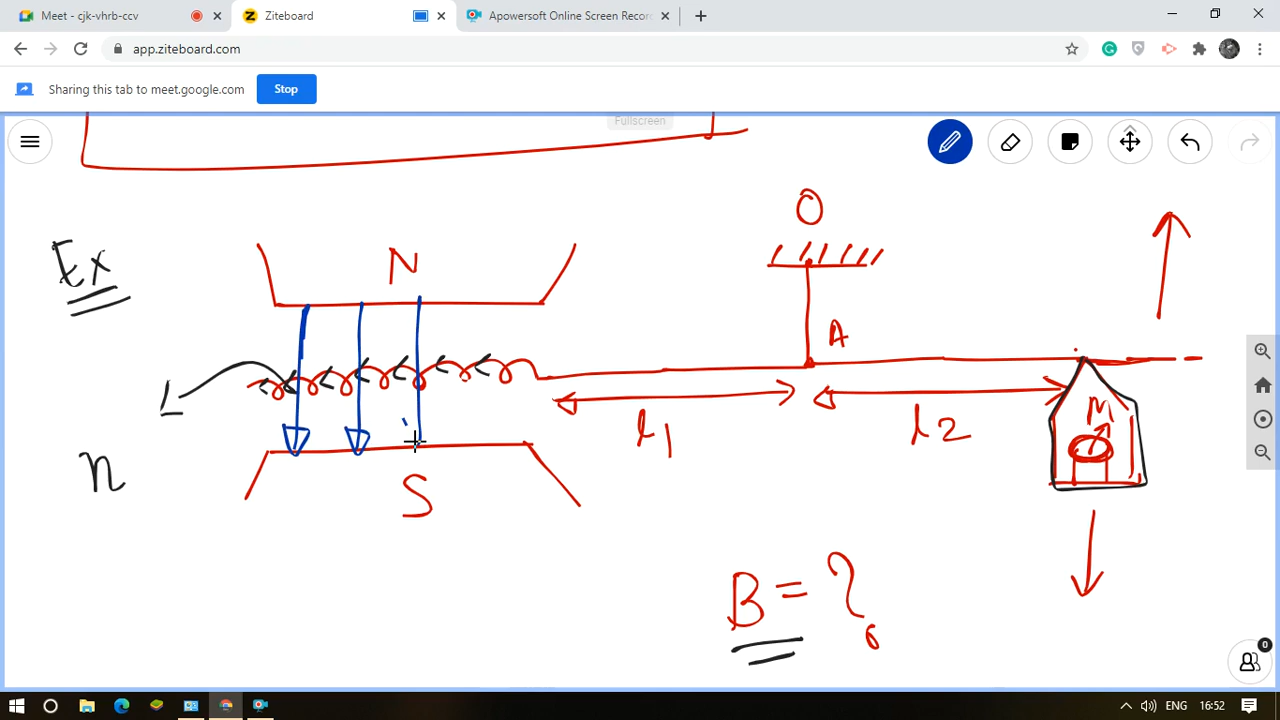 Meet - cjk-vhrb-ccv
Ziteboard
Apowersoft Online Screen Recor
app.ziteboard.com
Sharing this tab to meet.google.com
Stop
Fullscreen
O
Ex
N
A
L
l1
l2
M
n
S
B = ?
0
ENG
16:52